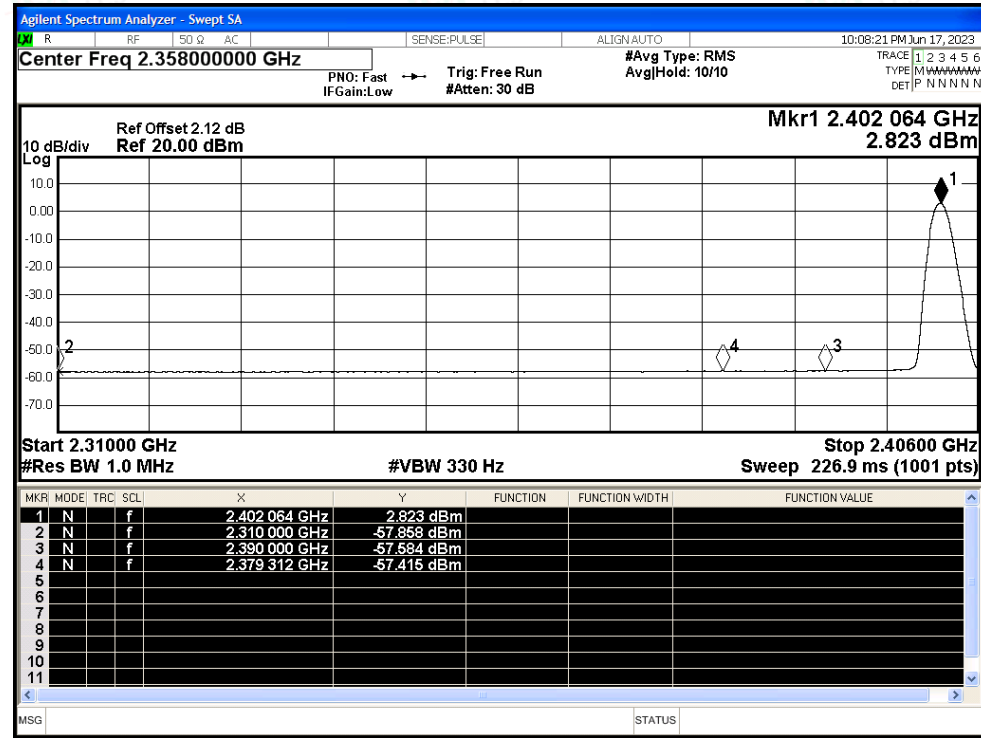 Agilent Spectrum Analyzer - Swept SA
LXI R RF 50 Ω AC SENSE:PULSE ALIGN AUTO 10:08:21 PM Jun 17, 2023
Center Freq 2.358000000 GHz #Avg Type: RMS TRACE 1 2 3 4 5 6
PNO: Fast Trig: Free Run Avg|Hold: 10/10 TYPE M
IFGain:Low #Atten: 30 dB DET P N N N N N
Mkr1 2.402 064 GHz
Ref Offset 2.12 dB
10 dB/div Ref 20.00 dBm 2.823 dBm
Log
10.0
0.00
-10.0
-20.0
-30.0
-40.0
-50.0
-60.0
-70.0
1
2
4
3
Start 2.31000 GHz Stop 2.40600 GHz
#Res BW 1.0 MHz #VBW 330 Hz Sweep 226.9 ms (1001 pts)
MKR MODE TRC SCL X Y FUNCTION FUNCTION WIDTH FUNCTION VALUE
1 N f 2.402 064 GHz 2.823 dBm
2 N f 2.310 000 GHz -57.858 dBm
3 N f 2.390 000 GHz -57.584 dBm
4 N f 2.379 312 GHz -57.415 dBm
5
6
7
8
9
10
11
MSG STATUS